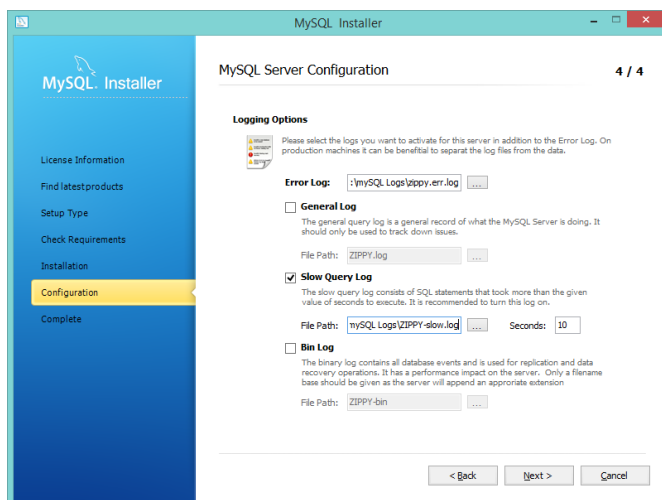 MySQL Installer
MySQL. Installer
MySQL Server Configuration
4 / 4
License Information
Find latest products
Setup Type
Check Requirements
Installation
Configuration
Complete
Logging Options
Please select the logs you want to activate for this server in addition to the Error Log. On
production machines it can be benefitial to separat the log files from the data.
Error Log: :\mySQL Logs\zippy.err.log ...
General Log
The general query log is a general record of what the MySQL Server is doing. It
should only be used to track down issues.
File Path: ZIPPY.log ...
Slow Query Log
The slow query log consists of SQL statements that took more than the given
value of seconds to execute. It is recommended to turn this log on.
File Path: mySQL Logs\ZIPPY-slow.log ... Seconds: 10
Bin Log
The binary log contains all database events and is used for replication and data
recovery operations. It has a performance impact on the server. Only a filename
base should be given as the server will append an approriate extension
File Path: ZIPPY-bin ...
< Back Next > Cancel